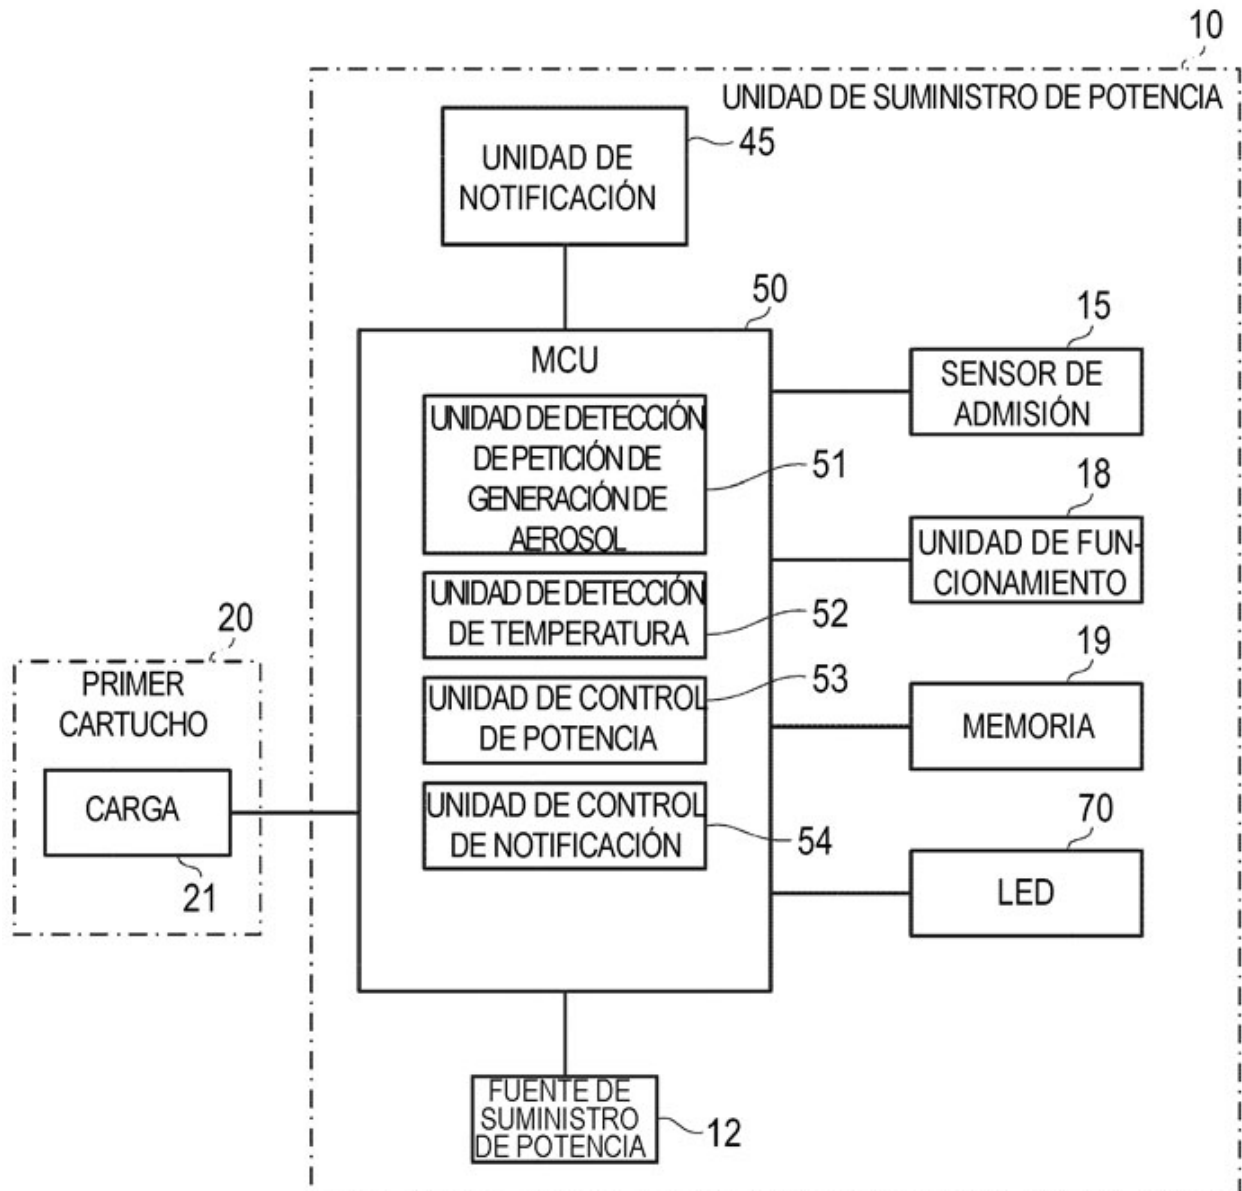 10
UNIDAD DE SUMINISTRO DE POTENCIA
45
UNIDAD DE
NOTIFICACIÓN
50
MCU
15
SENSOR DE
ADMISIÓN
UNIDAD DE DETECCIÓN
DE PETICIÓN DE
GENERACIÓN DE
AEROSOL
51
18
UNIDAD DE FUN-
CIONAMIENTO
UNIDAD DE DETECCIÓN
DE TEMPERATURA
52
20
PRIMER
CARTUCHO
CARGA
21
UNIDAD DE CONTROL
DE POTENCIA
53
19
MEMORIA
UNIDAD DE CONTROL
DE NOTIFICACIÓN
54
70
LED
FUENTE DE
SUMINISTRO
DE POTENCIA
12